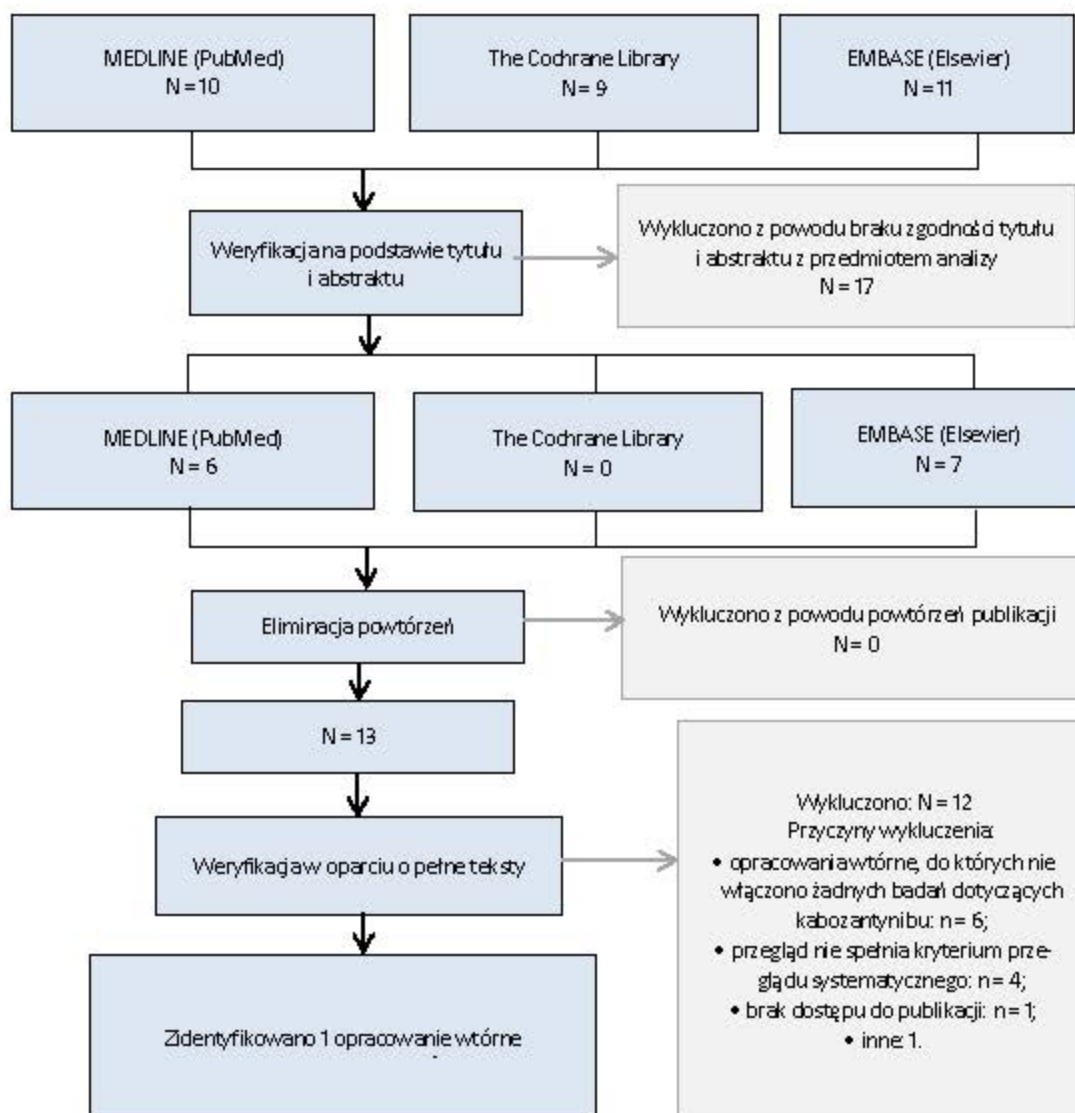 MEDLINE (PubMed)
N = 10
The Cochrane Library
N = 9
EMBASE (Elsevier)
N = 11
Weryfikacja na podstawie tytułu
i abstraktu
Wykluczono z powodu braku zgodności tytułu
i abstraktu z przedmiotem analizy
N = 17
MEDLINE (PubMed)
N = 6
The Cochrane Library
N = 0
EMBASE (Elsevier)
N = 7
Eliminacja powtórzeń
Wykluczono z powodu powtórzeń publikacji
N = 0
N = 13
Weryfikacja w oparciu o pełne teksty
Wykluczono: N = 12
Przyczyny wykluczenia:
• opracowania wtórne, do których nie
włączono żadnych badań dotyczących
kabozantynibu: n = 6;
• przegląd nie spełnia kryterium prze-
glądu systematycznego: n = 4;
• brak dostępu do publikacji: n = 1;
• inne: 1.
Zidentyfikowano 1 opracowanie wtórne